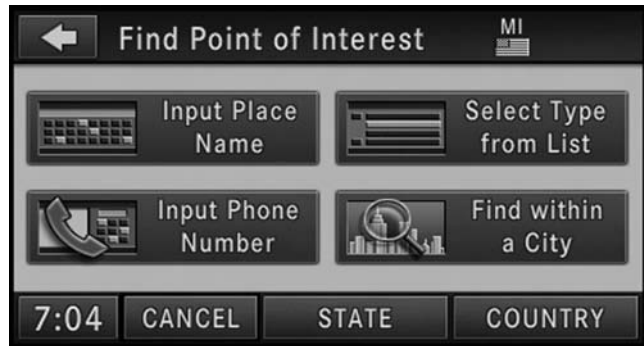 Find Point of Interest
MI
Input Place
Name
Select Type
from List
Input Phone
Number
Find within
a City
7:04
CANCEL
STATE
COUNTRY